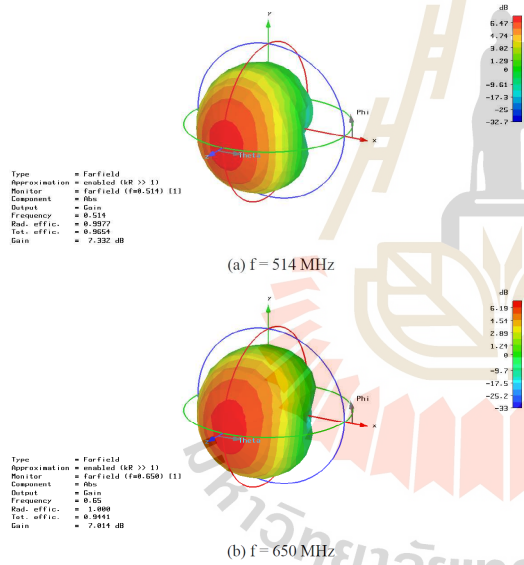 dB
6.47
4.74
3.02
1.29
0
-9.61
-17.3
-25
-32.7
y
Phi
x
Theta
Type = Farfield
Approximation = enabled (kR >> 1)
Monitor = farfield (f=0.514) [1]
Component = Abs
Output = Gain
Frequency = 0.514
Rad. effic. = 0.9977
Tot. effic. = 0.9654
Gain = 7.332 dB
(a) f = 514 MHz
dB
6.19
4.54
2.89
1.24
0
-9.7
-17.5
-25.2
-33
y
Phi
x
Theta
Type = Farfield
Approximation = enabled (kR >> 1)
Monitor = farfield (f=0.650) [1]
Component = Abs
Output = Gain
Frequency = 0.65
Rad. effic. = 1.000
Tot. effic. = 0.9441
Gain = 7.014 dB
(b) f = 650 MHz